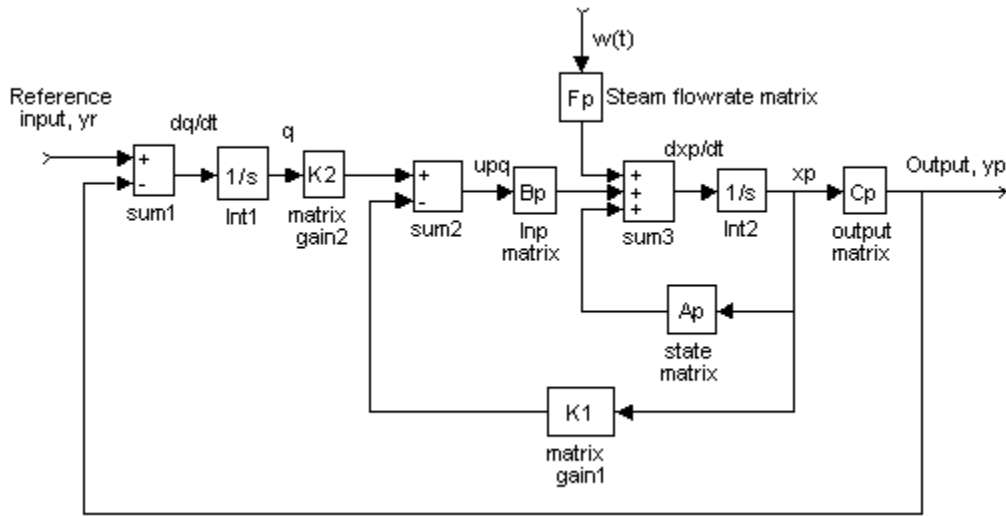 w(t)
Fp
Steam flowrate matrix
Reference
input, yr
dq/dt
q
+
-
sum1
1/s
Int1
K2
matrix
gain2
+
-
sum2
upq
Bp
Inp
matrix
+
+
+
sum3
dxp/dt
1/s
Int2
xp
Cp
output
matrix
Output, yp
Ap
state
matrix
K1
matrix
gain1